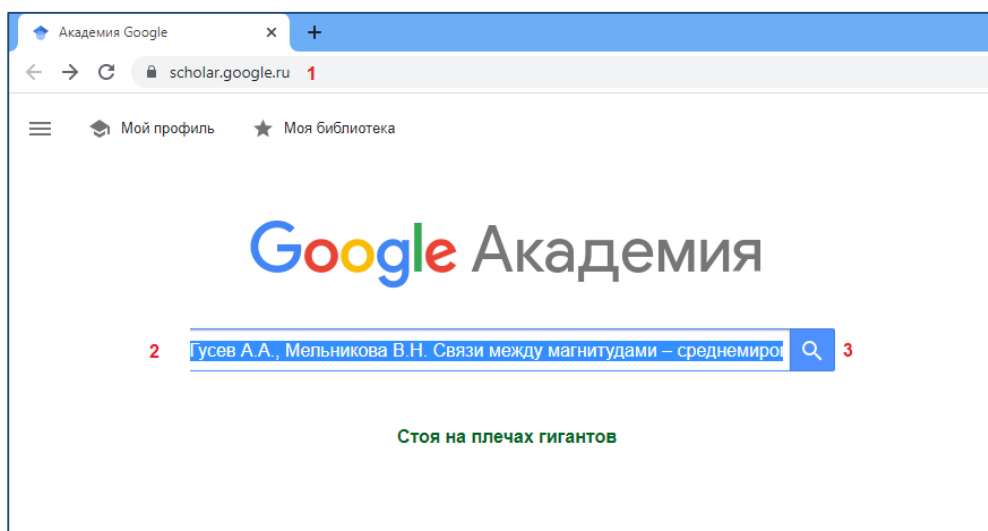 Академия Google
scholar.google.ru 1
Мой профиль Моя библиотека
Google Академия
2 Гусев А.А., Мельникова В.Н. Связи между магнитудами – среднемиров 3
Стоя на плечах гигантов